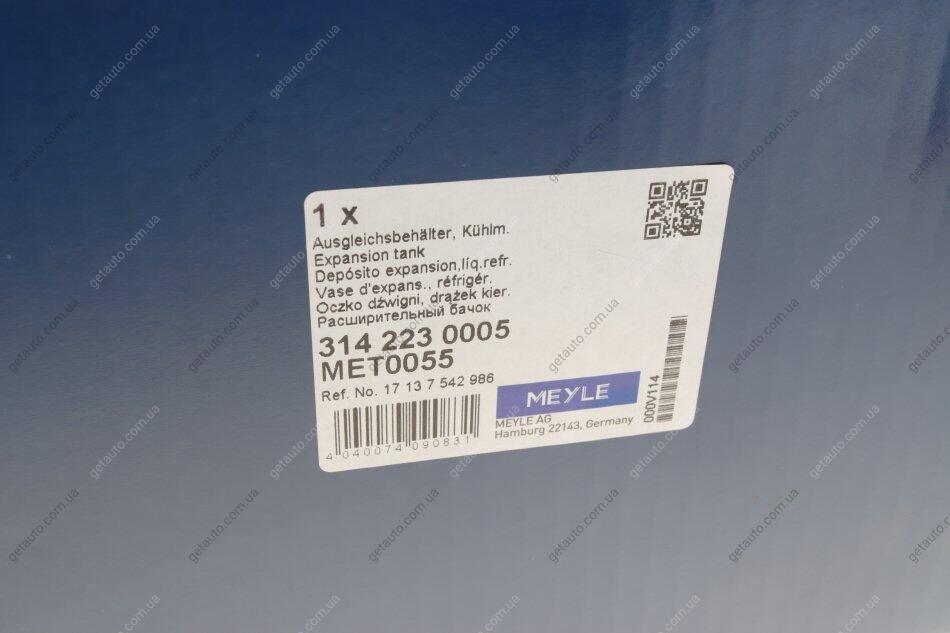 1 x
Ausgleichsbehälter, Kühlm.
Expansion tank
Depósito expansion,líq.refr.
Vase d'expans., réfrigér.
Oczko dźwigni, drążek kier.
Расширительный бачок
314 223 0005
MET0055
Ref. No. 17 13 7 542 986
4 040074 090831
MEYLE
MEYLE AG
Hamburg 22143, Germany
000V114
getauto.com.ua